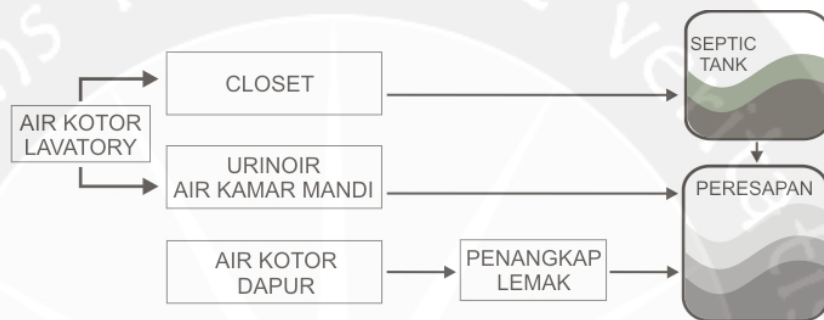 SEPTIC
TANK
CLOSET
AIR KOTOR
LAVATORY
URINOIR
AIR KAMAR MANDI
PERESAPAN
AIR KOTOR
DAPUR
PENANGKAP
LEMAK